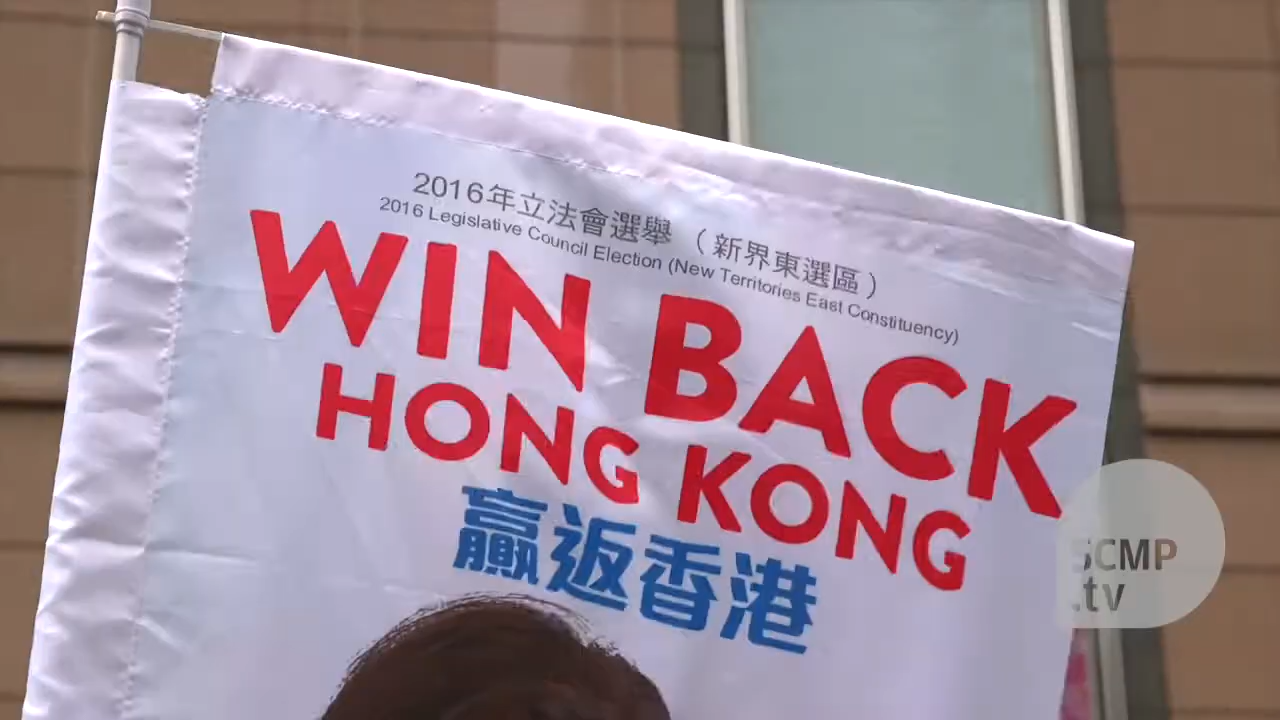 2016年立法會選舉（新界東選區）
2016 Legislative Council Election (New Territories East Constituency)
WIN BACK
HONG KONG
贏返香港
SCMP
.tv